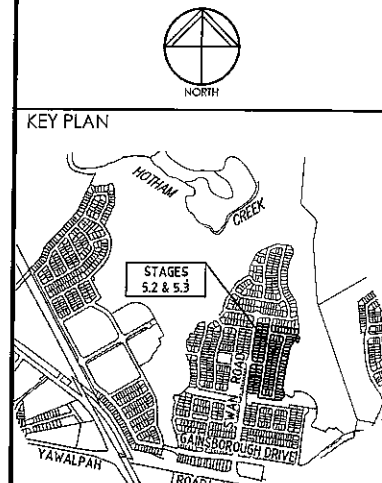 NORTH
KEY PLAN
HOTHAM
CREEK
STAGES
5.2 & 5.3
SWAN ROAD
GAINSBOROUGH DRIVE
YAWALPAH
ROAD